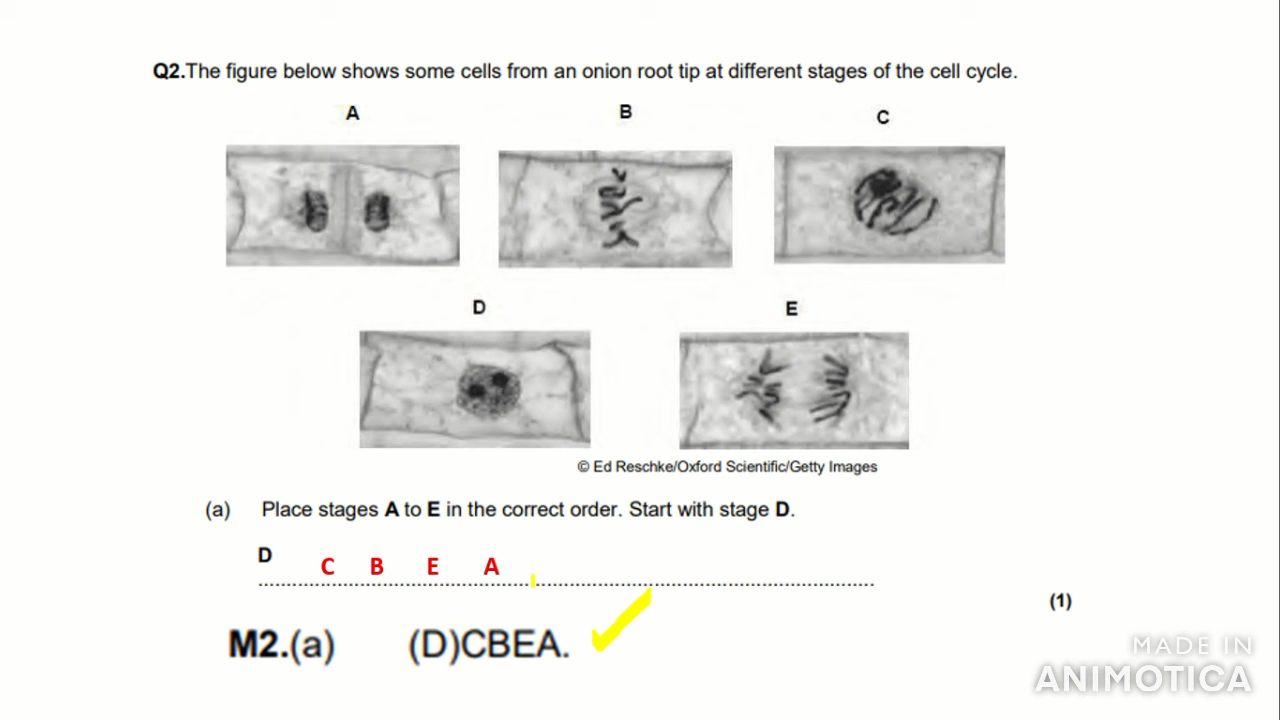 Q2.The figure below shows some cells from an onion root tip at different stages of the cell cycle.
A
B
C
D
E
© Ed Reschke/Oxford Scientific/Getty Images
(a) Place stages A to E in the correct order. Start with stage D.
D C B E A
(1)
M2.(a) (D)CBEA.
MADE IN
ANIMOTICA